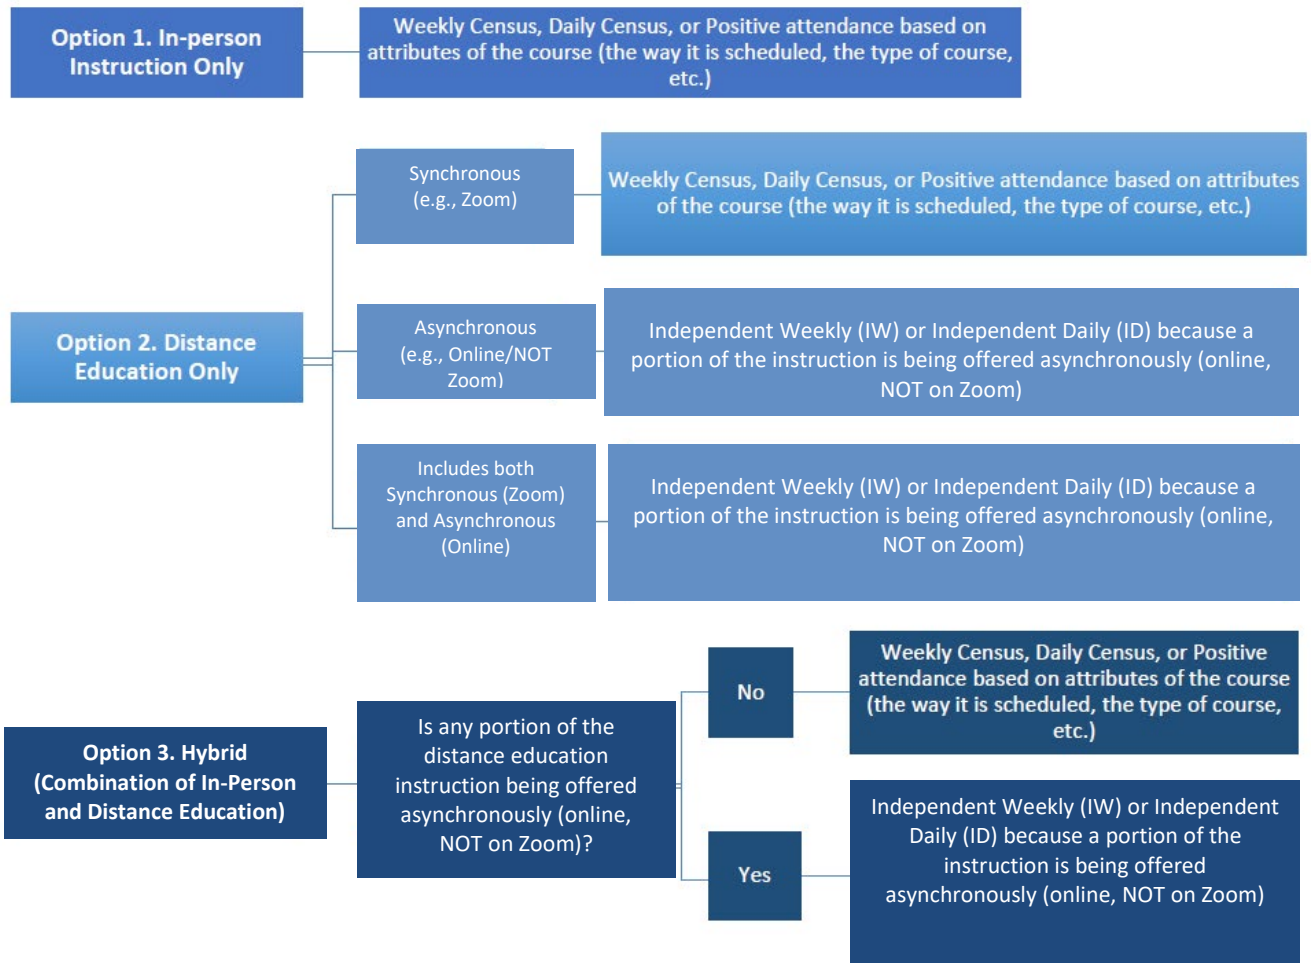 Option 1. In-person
Instruction Only
Weekly Census, Daily Census, or Positive attendance based on
attributes of the course (the way it is scheduled, the type of course,
etc.)
Synchronous
(e.g., Zoom)
Weekly Census, Daily Census, or Positive attendance based on attributes
of the course (the way it is scheduled, the type of course, etc.)
Option 2. Distance
Education Only
Asynchronous
(e.g., Online/NOT
Zoom)
Independent Weekly (IW) or Independent Daily (ID) because a
portion of the instruction is being offered asynchronously (online,
NOT on Zoom)
Includes both
Synchronous (Zoom)
and Asynchronous
(Online)
Independent Weekly (IW) or Independent Daily (ID) because a
portion of the instruction is being offered asynchronously (online,
NOT on Zoom)
Option 3. Hybrid
(Combination of In-Person
and Distance Education)
Is any portion of the
distance education
instruction being offered
asynchronously (online,
NOT on Zoom)?
No
Weekly Census, Daily Census, or Positive
attendance based on attributes of the course
(the way it is scheduled, the type of course,
etc.)
Yes
Independent Weekly (IW) or Independent
Daily (ID) because a portion of the
instruction is being offered
asynchronously (online, NOT on Zoom)